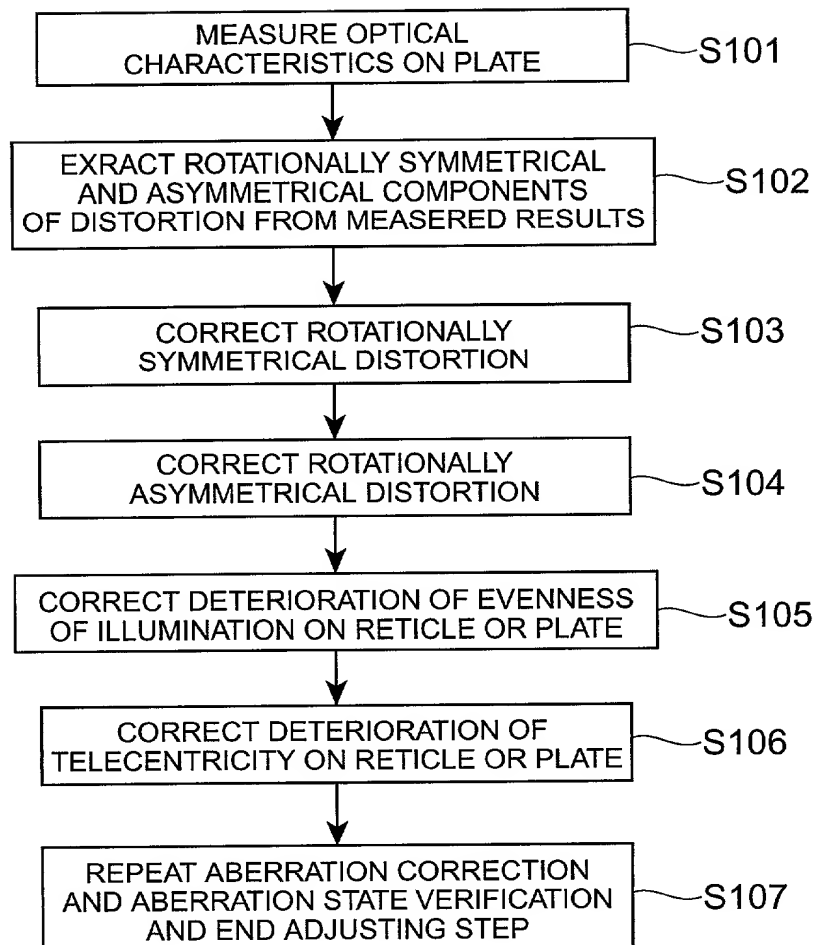 MEASURE OPTICAL
CHARACTERISTICS ON PLATE
S101
EXRACT ROTATIONALLY SYMMETRICAL
AND ASYMMETRICAL COMPONENTS
OF DISTORTION FROM MEASERED RESULTS
S102
CORRECT ROTATIONALLY
SYMMETRICAL DISTORTION
S103
CORRECT ROTATIONALLY
ASYMMETRICAL DISTORTION
S104
CORRECT DETERIORATION OF EVENNESS
OF ILLUMINATION ON RETICLE OR PLATE
S105
CORRECT DETERIORATION OF
TELECENTRICITY ON RETICLE OR PLATE
S106
REPEAT ABERRATION CORRECTION
AND ABERRATION STATE VERIFICATION
AND END ADJUSTING STEP
S107